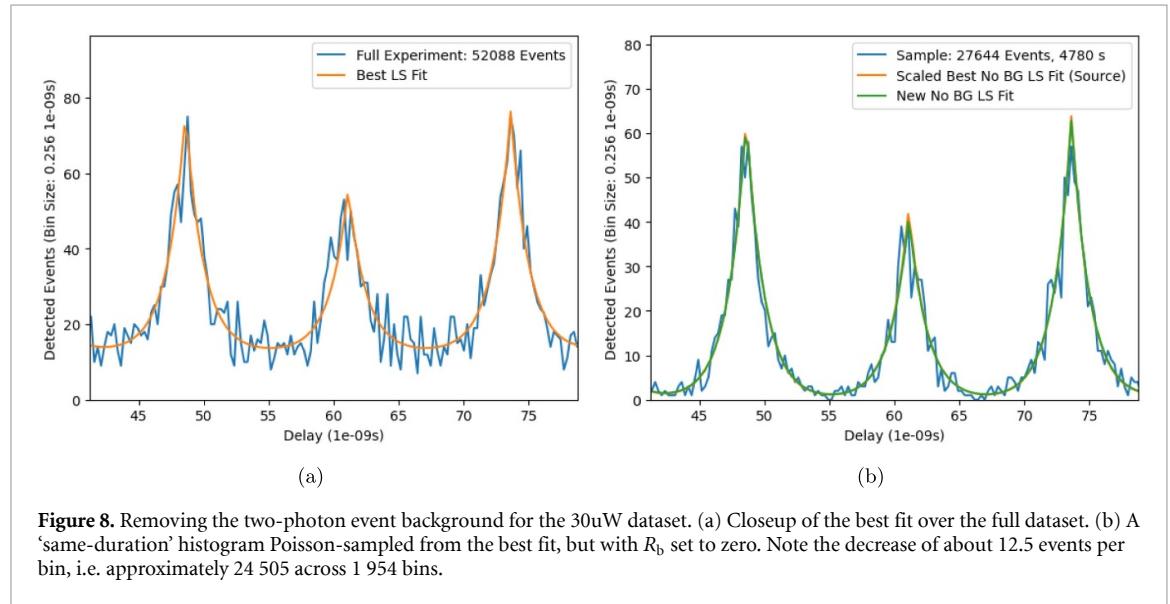 Full Experiment: 52088 Events
Best LS Fit
Detected Events (Bin Size: 0.256 1e-09s)
80
60
40
20
0
45 50 55 60 65 70 75
Delay (1e-09s)
(a)
Sample: 27644 Events, 4780 s
Scaled Best No BG LS Fit (Source)
New No BG LS Fit
Detected Events (Bin Size: 0.256 1e-09s)
80
70
60
50
40
30
20
10
0
45 50 55 60 65 70 75
Delay (1e-09s)
(b)
Figure 8. Removing the two-photon event background for the 30uW dataset. (a) Closeup of the best fit over the full dataset. (b) A
‘same-duration’ histogram Poisson-sampled from the best fit, but with Rb set to zero. Note the decrease of about 12.5 events per
bin, i.e. approximately 24 505 across 1 954 bins.